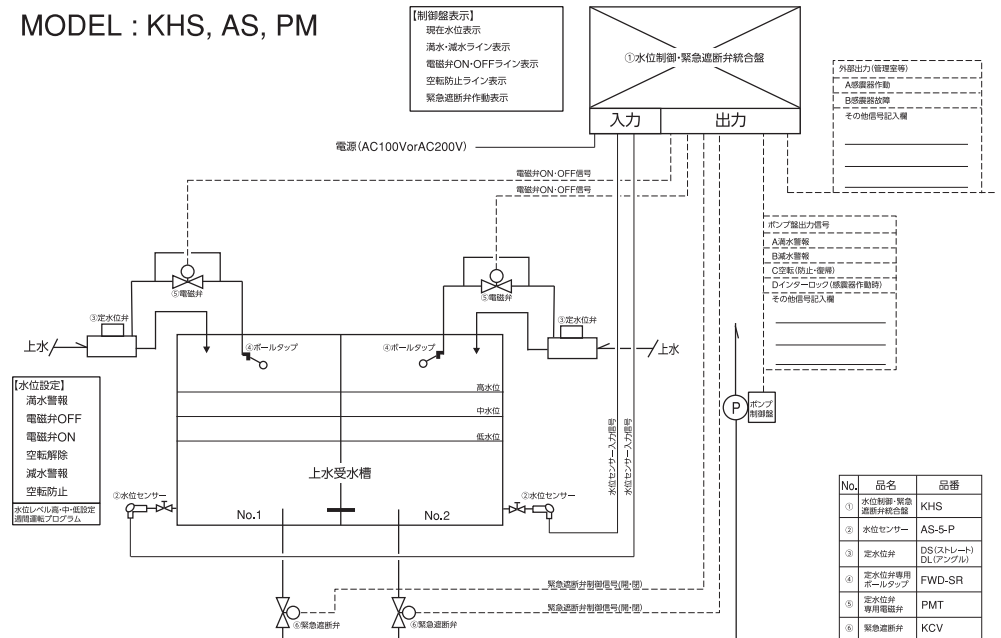 MODEL : KHS, AS, PM
【制御盤表示】
現在水位表示
満水・減水ライン表示
電磁弁ON・OFFライン表示
空転防止ライン表示
緊急遮断弁作動表示
①水位制御・緊急遮断弁統合盤
入力
出力
外部出力(管理室等)
A感震器作動
B感震器故障
その他信号記入欄
電源(AC100VorAC200V)
電磁弁ON・OFF信号
電磁弁ON・OFF信号
ポンプ盤出力信号
A満水警報
B減水警報
C空転(防止・復帰)
Dインターロック(感震器作動時)
その他信号記入欄
⑤電磁弁
⑤電磁弁
③定水位弁
③定水位弁
上水
④ボールタップ
④ボールタップ
上水
【水位設定】
満水警報
電磁弁OFF
電磁弁ON
空転解除
減水警報
空転防止
水位レベル高・中・低設定
週間運転プログラム
高水位
中水位
低水位
上水受水槽
No.1
No.2
②水位センサー
②水位センサー
水位センサー入力信号
水位センサー入力信号
P
ポンプ
制御盤
緊急遮断弁制御信号(開・閉)
緊急遮断弁制御信号(開・閉)
⑥緊急遮断弁
⑥緊急遮断弁
No. 品名 品番
① 水位制御・緊急遮断弁統合盤 KHS
② 水位センサー AS-5-P
③ 定水位弁 DS(ストレート) DL(アングル)
④ 定水位弁専用ボールタップ FWD-SR
⑤ 定水位弁専用電磁弁 PMT
⑥ 緊急遮断弁 KCV